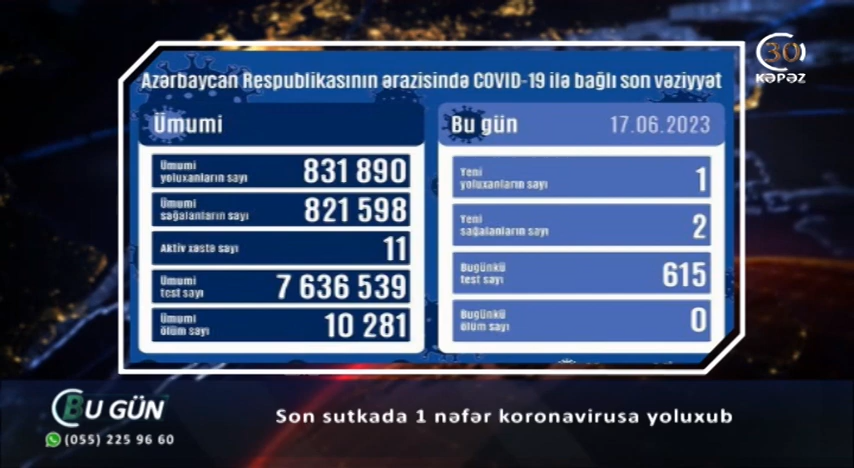 30
KƏPƏZ
Azərbaycan Respublikasının ərazisində COVID-19 ilə bağlı son vəziyyət
Ümumi
Bu gün 17.06.2023
Ümumi
yoluxanların sayı 831 890
Ümumi
sağalanların sayı 821 598
Aktiv xəstə sayı 11
Ümumi
test sayı 7 636 539
Ümumi
ölüm sayı 10 281
Yeni
yoluxanların sayı 1
Yeni
sağalanların sayı 2
Bugünkü
test sayı 615
Bugünkü
ölüm sayı 0
BU GÜN
(055) 225 96 60
Son sutkada 1 nəfər koronavirusa yoluxub